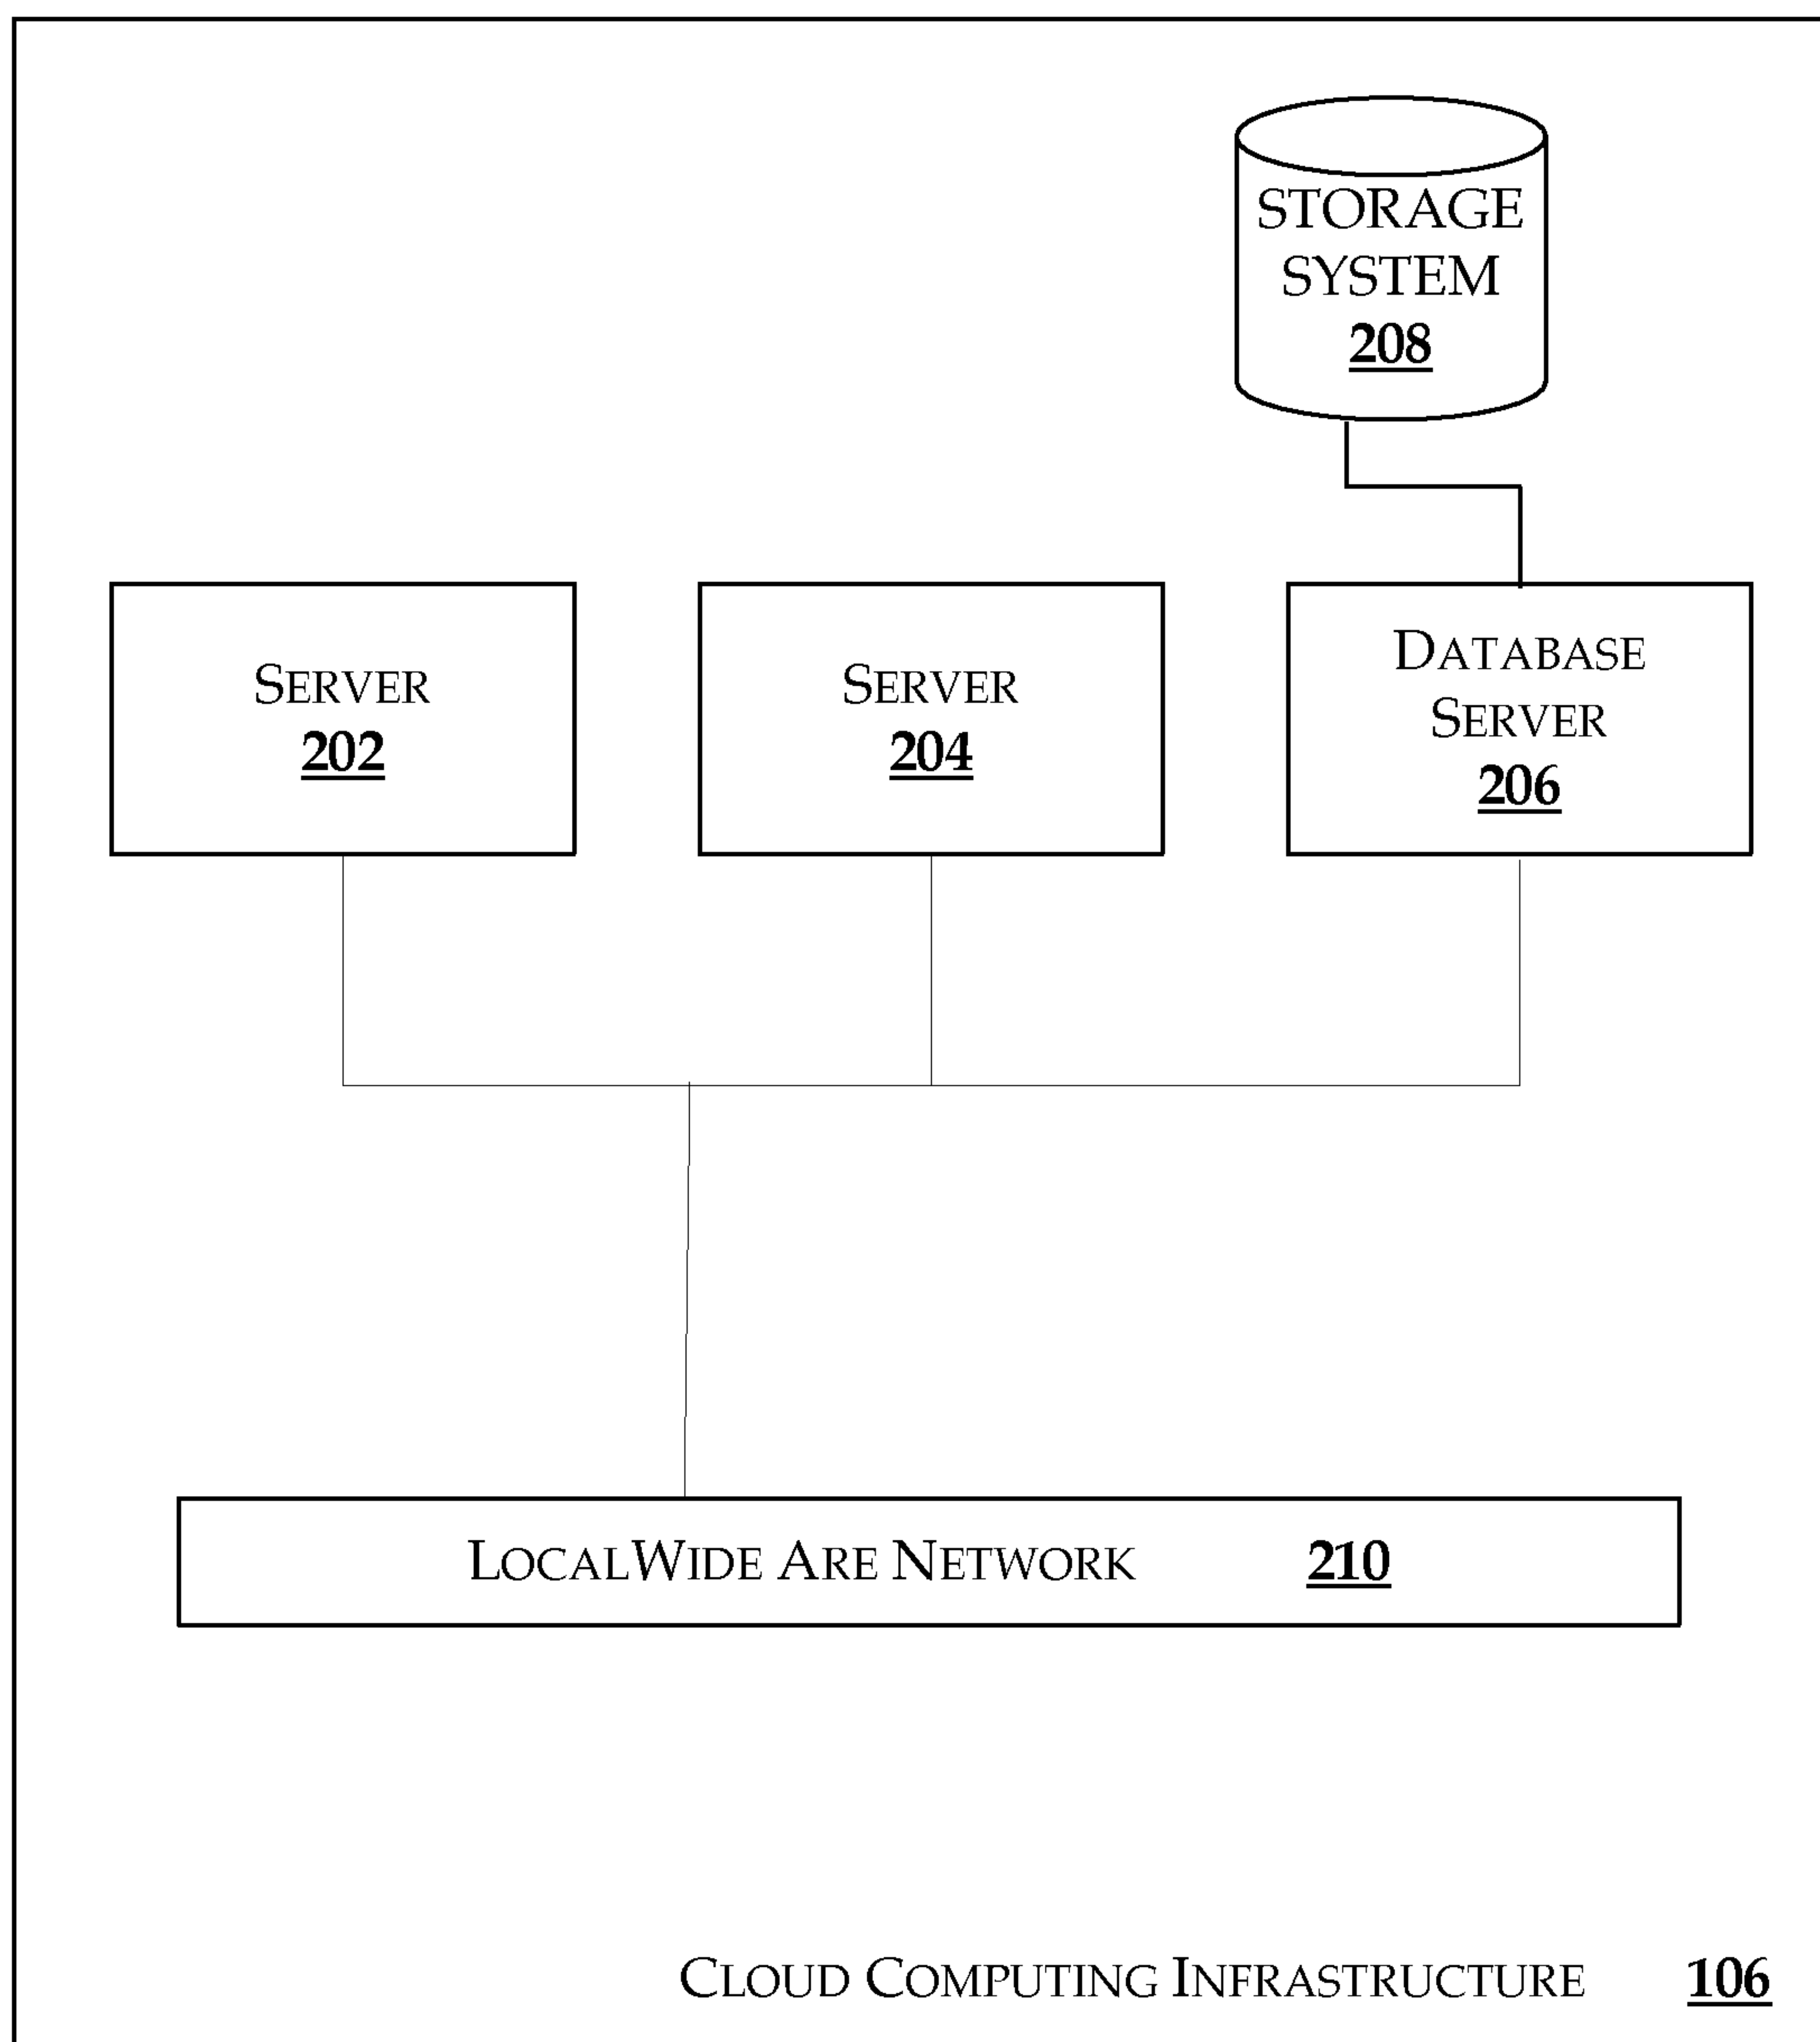 STORAGE
SYSTEM
208
SERVER
202
SERVER
204
DATABASE
SERVER
206
LOCALWIDE ARE NETWORK 210
CLOUD COMPUTING INFRASTRUCTURE 106